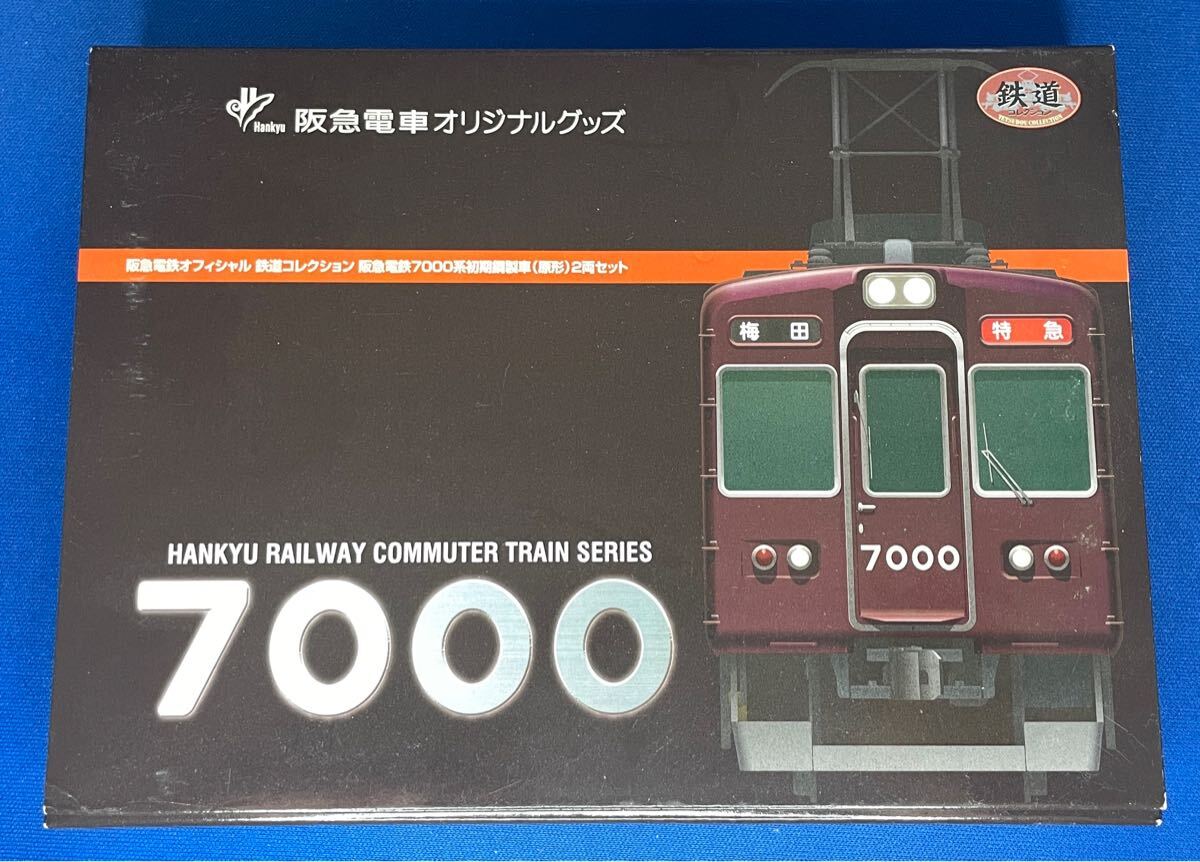 Hankyu 阪急電車オリジナルグッズ
鉄道
コレクション
TETSUDOU COLLECTION
阪急電鉄オフィシャル 鉄道コレクション 阪急電鉄7000系初期鋼製車(原形)2両セット
梅田
特急
7000
HANKYU RAILWAY COMMUTER TRAIN SERIES
7000